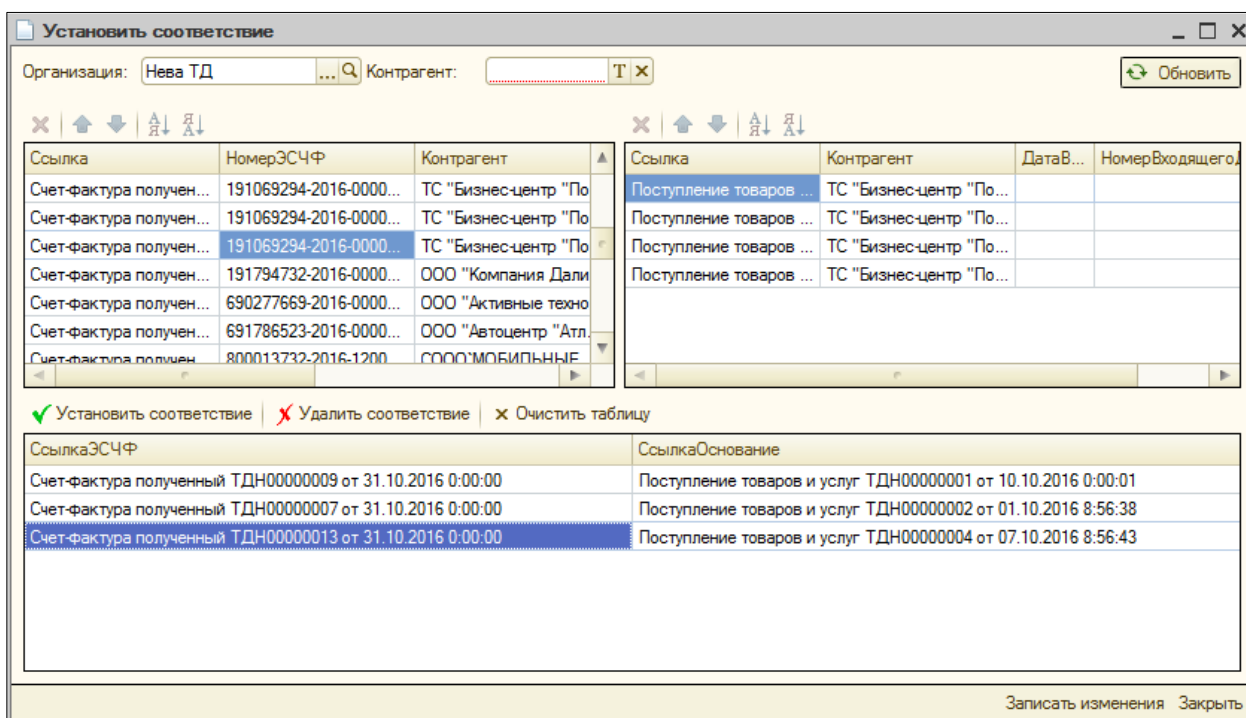 Установить соответствие
Организация: Нева ТД ... Контрагент: T Обновить
Ссылка НомерЭСЧФ Контрагент
Счет-фактура получен... 191069294-2016-0000... ТС "Бизнес-центр "По
Счет-фактура получен... 191069294-2016-0000... ТС "Бизнес-центр "По
Счет-фактура получен... 191069294-2016-0000... ТС "Бизнес-центр "По
Счет-фактура получен... 191794732-2016-0000... ООО "Компания Дали
Счет-фактура получен... 690277669-2016-0000... ООО "Активные техно
Счет-фактура получен... 691786523-2016-0000... ООО "Автоцентр "Атл.
Счет-фактура получен 800013732-2016-1200 СООО`МОБИЛЬНЫЕ
Ссылка Контрагент ДатаВ... НомерВходящегоД
Поступление товаров ... ТС "Бизнес-центр "По...
Поступление товаров ... ТС "Бизнес-центр "По...
Поступление товаров ... ТС "Бизнес-центр "По...
Поступление товаров ... ТС "Бизнес-центр "По...
Установить соответствие Удалить соответствие Очистить таблицу
СсылкаЭСЧФ СсылкаОснование
Счет-фактура полученный ТДН00000009 от 31.10.2016 0:00:00 Поступление товаров и услуг ТДН00000001 от 10.10.2016 0:00:01
Счет-фактура полученный ТДН00000007 от 31.10.2016 0:00:00 Поступление товаров и услуг ТДН00000002 от 01.10.2016 8:56:38
Счет-фактура полученный ТДН00000013 от 31.10.2016 0:00:00 Поступление товаров и услуг ТДН00000004 от 07.10.2016 8:56:43
Записать изменения Закрыть